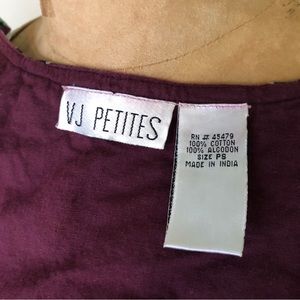 VJ PETITES
RN # 45479
100% COTTON
100% ALGODON
SIZE PS
MADE IN INDIA